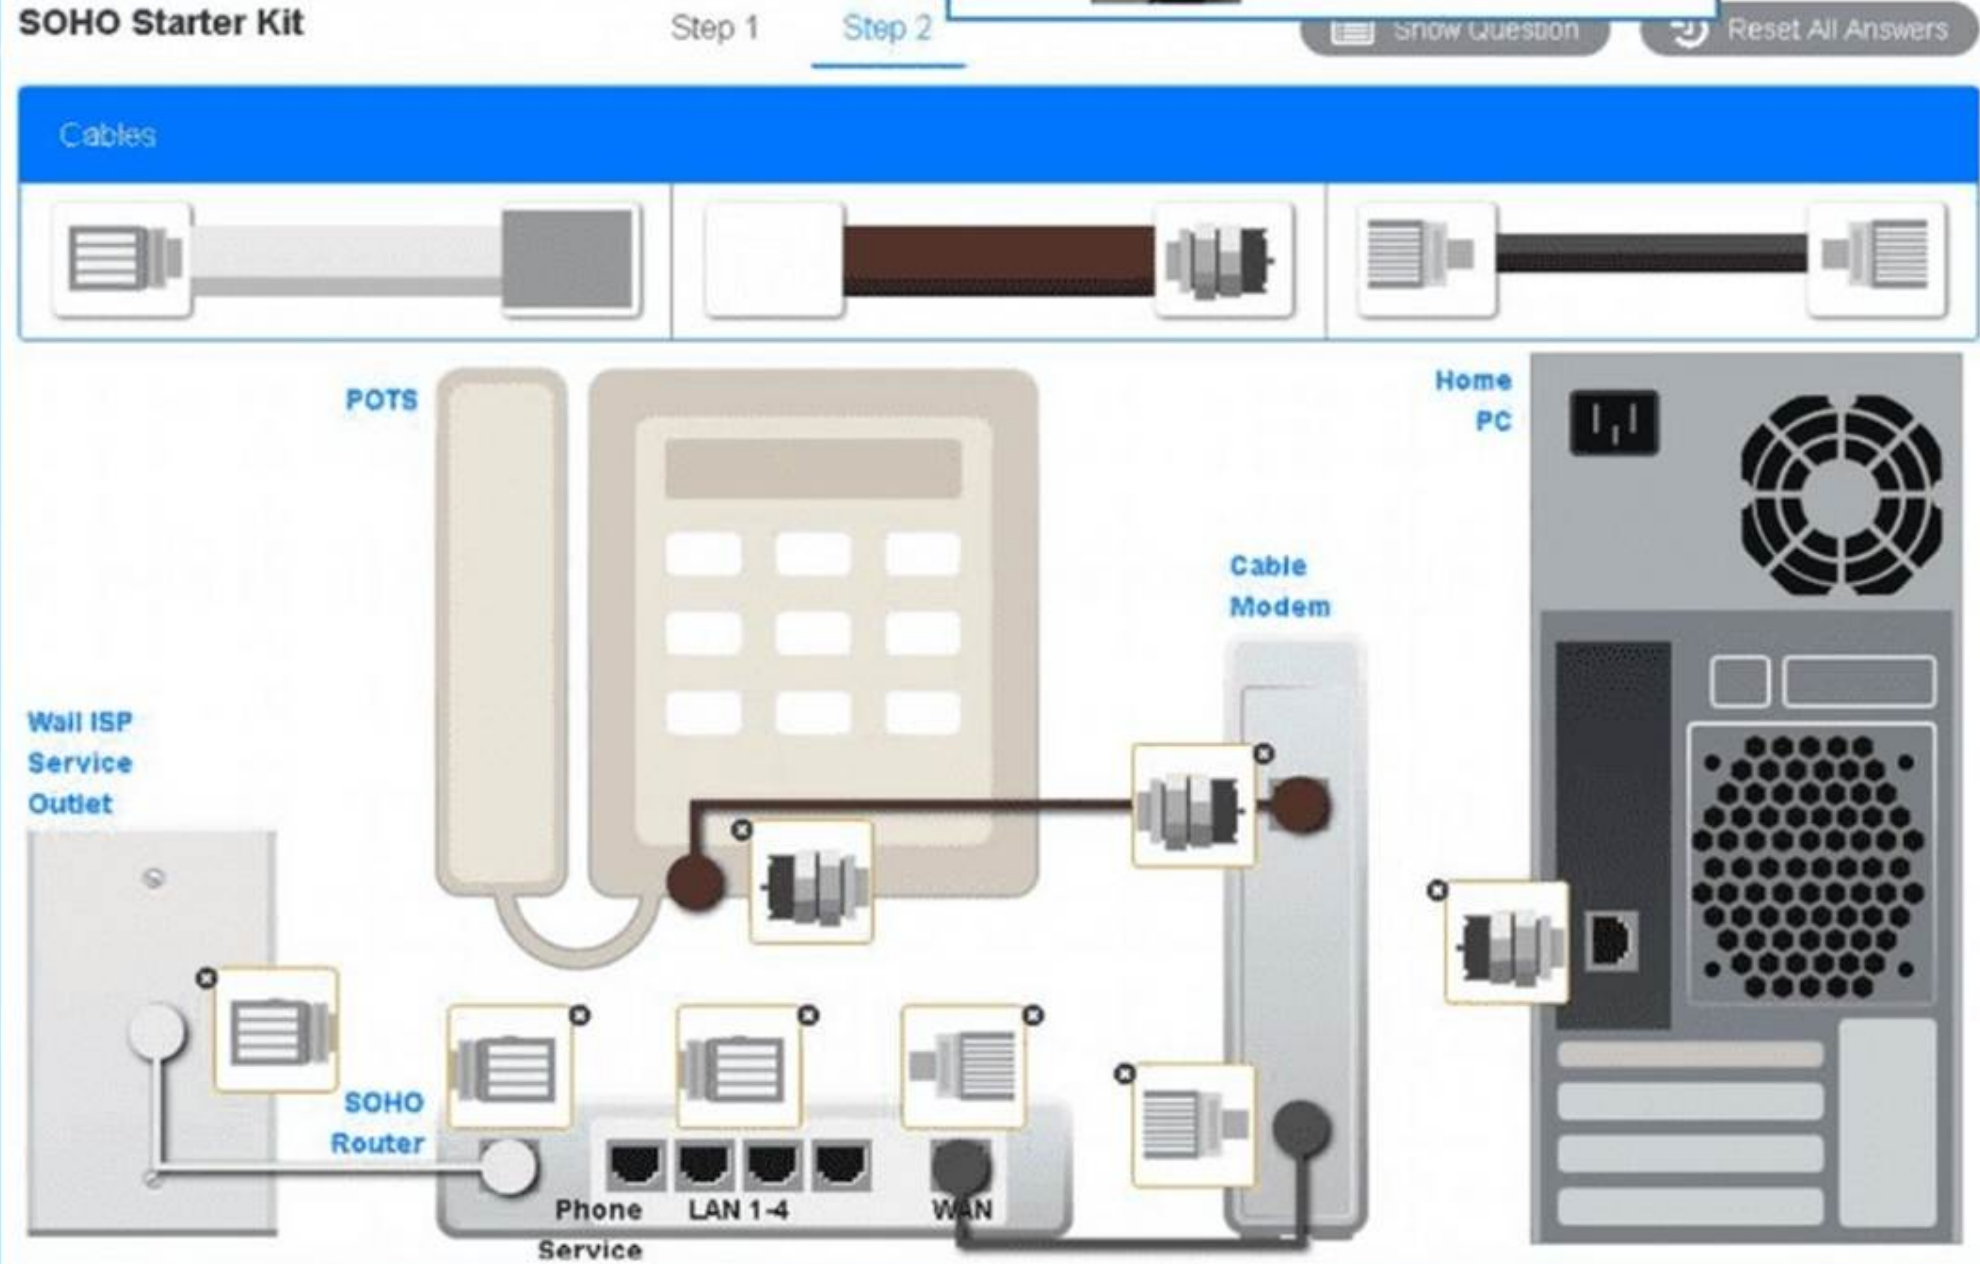 SOHO Starter Kit
Step 1
Step 2
Show Question
Reset All Answers
Cables
POTS
Home
PC
Cable
Modem
Wall ISP
Service
Outlet
SOHO
Router
Phone
Service
LAN 1-4
WAN